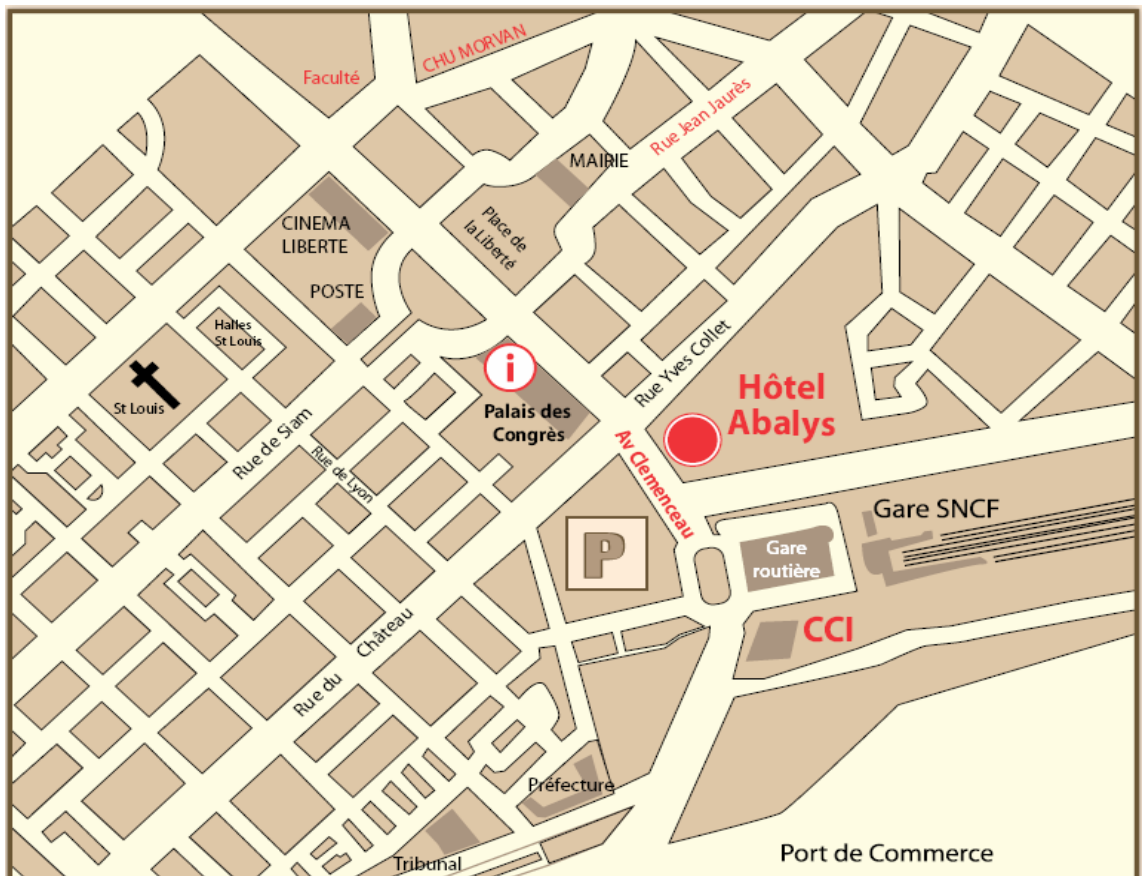 CHU MORVAN
Faculté
Rue Jean Jaurès
MAIRIE
CINEMA
LIBERTE
Place de
la Liberté
POSTE
Halles
St Louis
St Louis
i
Palais des
Congrès
Rue Yves Collet
Hôtel
Abalys
Rue de Siam
Rue de Lyon
Av Clemenceau
Gare SNCF
P
Gare
routière
CCI
Rue du Château
Préfecture
Tribunal
Port de Commerce